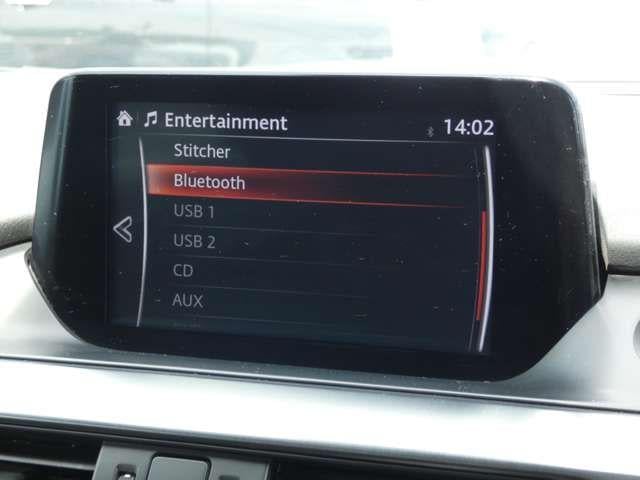 Entertainment
14:02
Stitcher
Bluetooth
USB 1
USB 2
CD
AUX